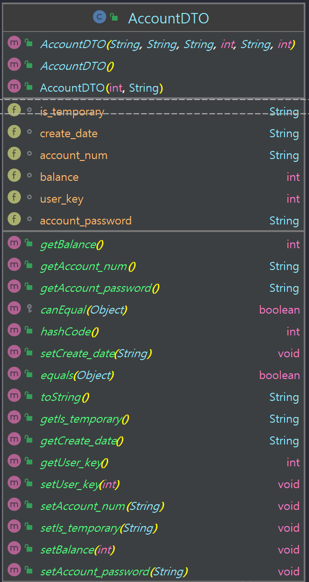 AccountDTO
AccountDTO(String, String, String, int, String, int)
AccountDTO()
AccountDTO(int, String)
is_temporary String
create_date String
account_num String
balance int
user_key int
account_password String
getBalance() int
getAccount_num() String
getAccount_password() String
canEqual(Object) boolean
hashCode() int
setCreate_date(String) void
equals(Object) boolean
toString() String
getIs_temporary() String
getCreate_date() String
getUser_key() int
setUser_key(int) void
setAccount_num(String) void
setIs_temporary(String) void
setBalance(int) void
setAccount_password(String) void